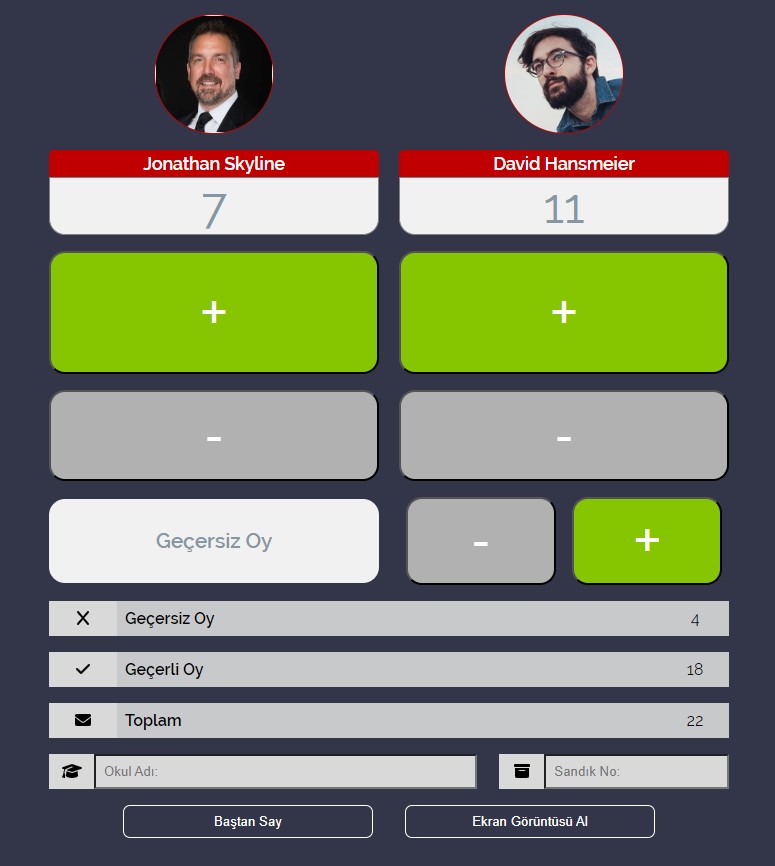 Jonathan Skyline
David Hansmeier
7
11
+
+
-
-
Geçersiz Oy
-
+
Geçersiz Oy 4
Geçerli Oy 18
Toplam 22
Okul Adı:
Sandık No:
Baştan Say
Ekran Görüntüsü Al